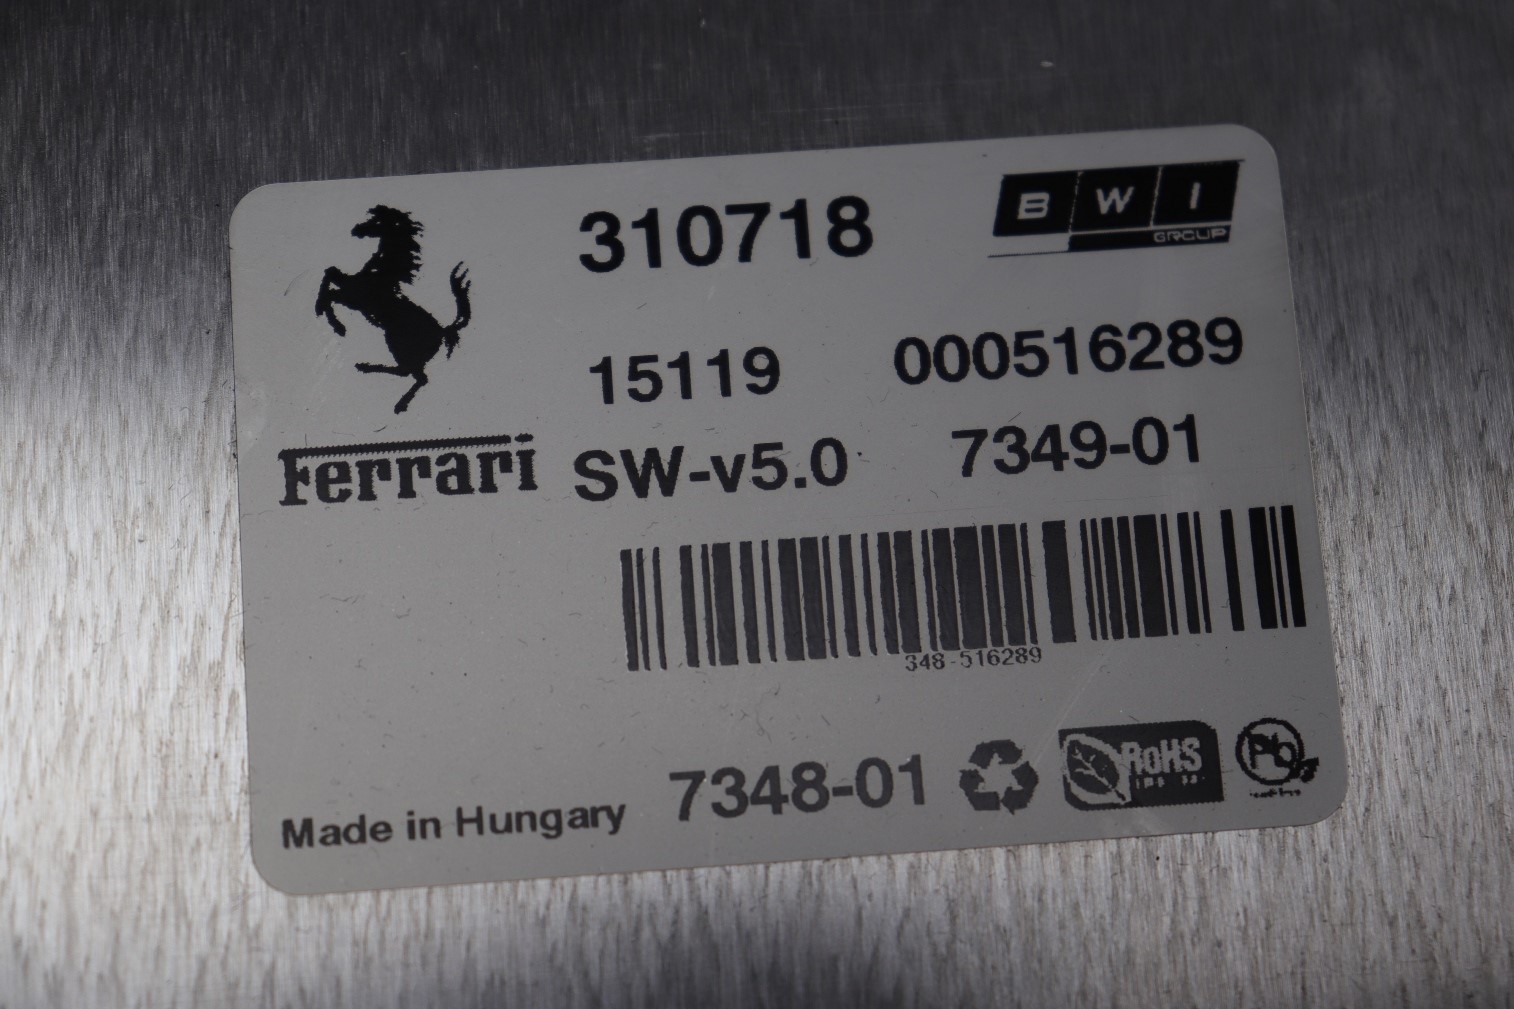 310718
BWI
GROUP
15119 000516289
Ferrari SW-v5.0 7349-01
348-516289
Made in Hungary 7348-01 RoHS Pb